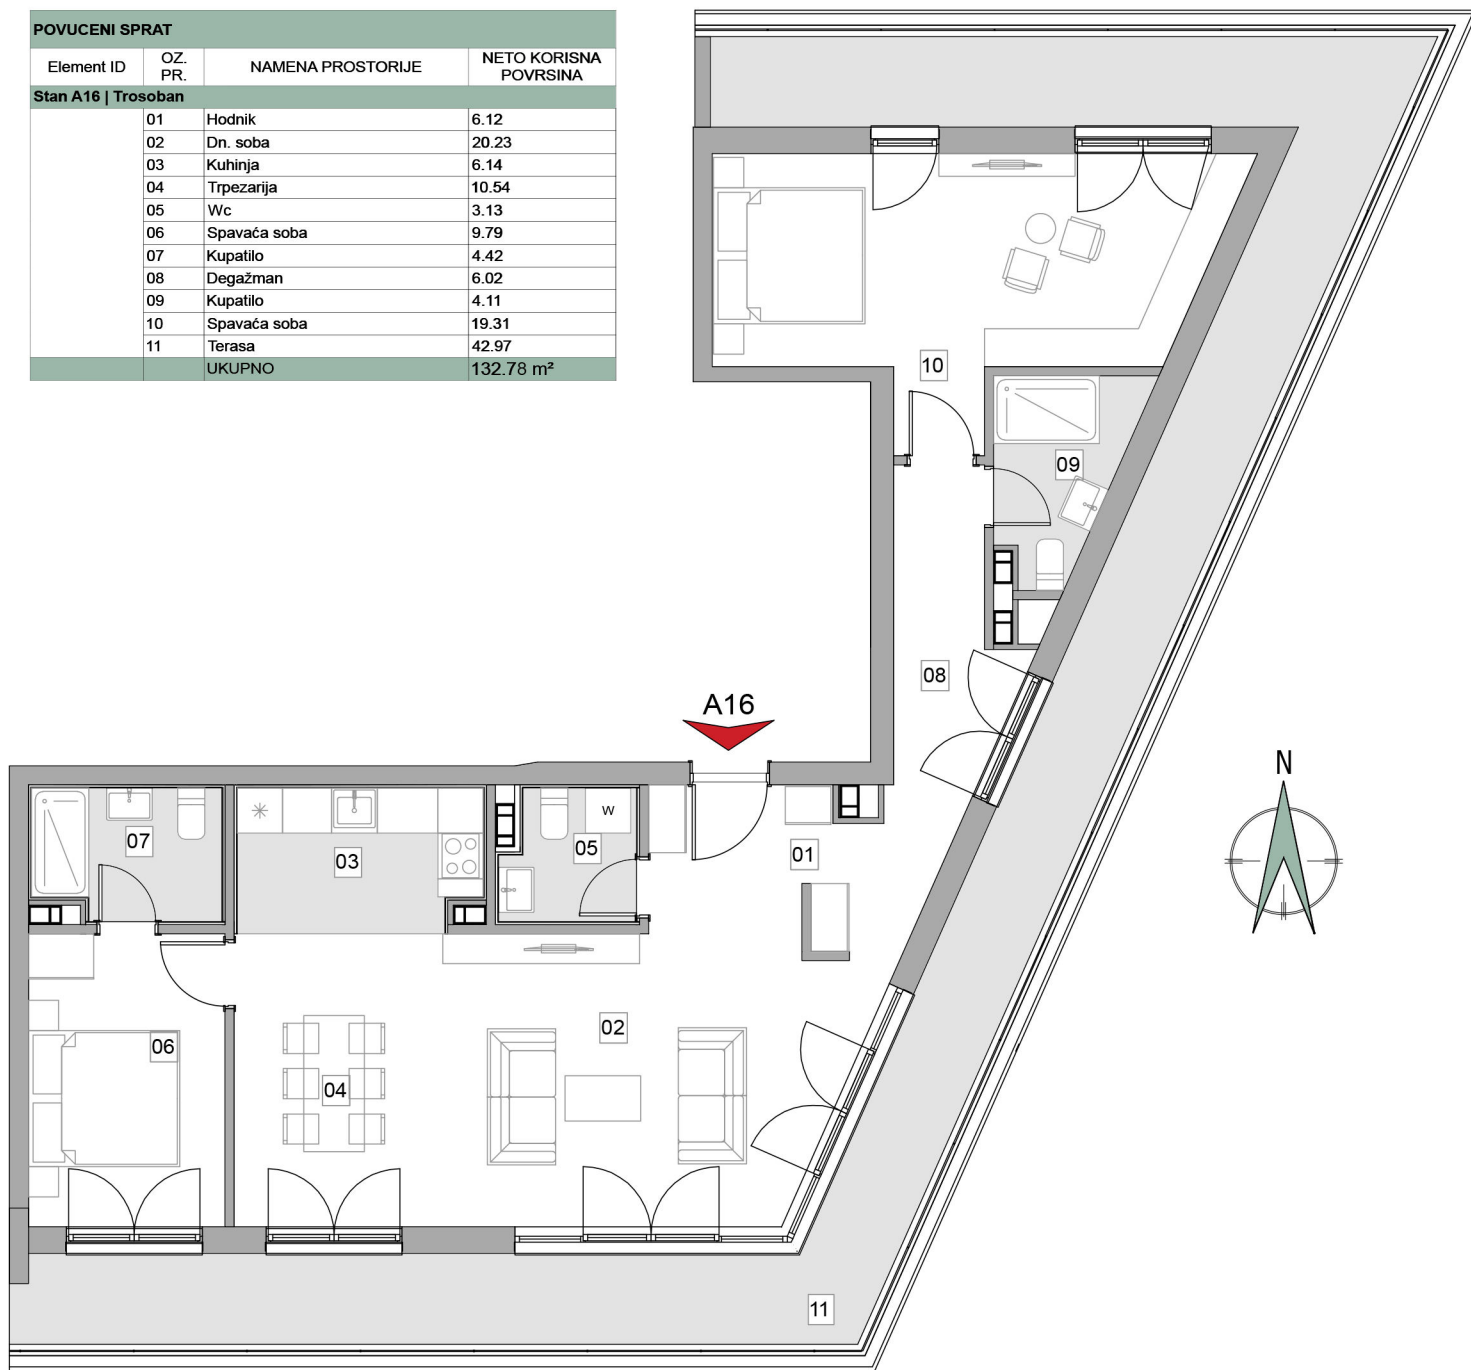 POVUCENI SPRAT
Element ID OZ. PR. NAMENA PROSTORIJE NETO KORISNA POVRSINA
Stan A16 | Trosoban
01 Hodnik 6.12
02 Dn. soba 20.23
03 Kuhinja 6.14
04 Trpezarija 10.54
05 Wc 3.13
06 Spavaća soba 9.79
07 Kupatilo 4.42
08 Degažman 6.02
09 Kupatilo 4.11
10 Spavaća soba 19.31
11 Terasa 42.97
UKUPNO 132.78 m²
10
09
08
A16
N
07
03
W
05
01
06
02
04
11